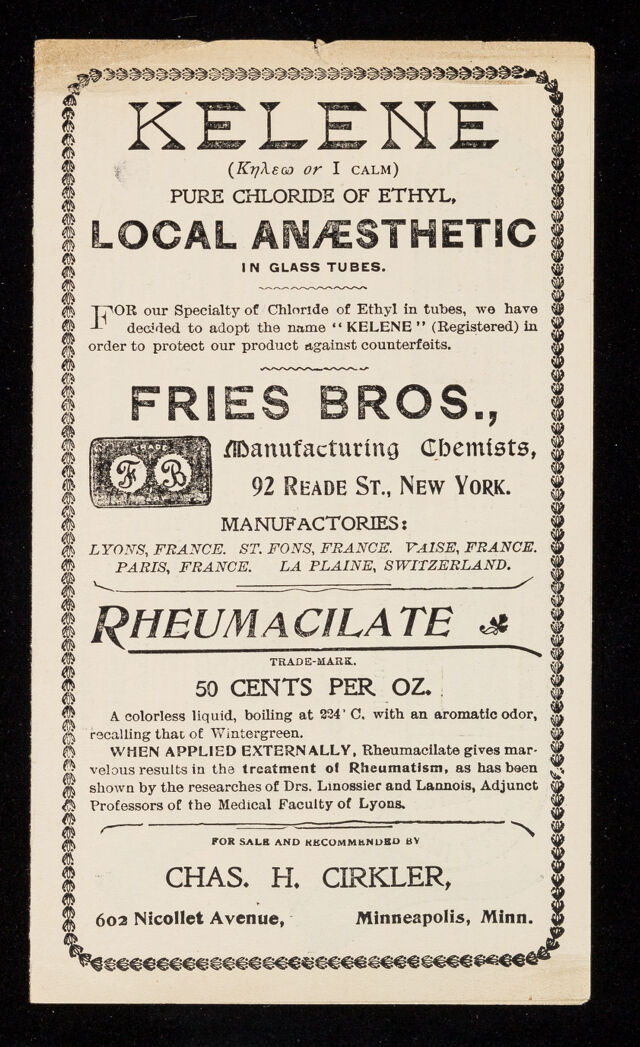 KELENE
(Κηλεω or I CALM)
PURE CHLORIDE OF ETHYL,
LOCAL ANÆSTHETIC
IN GLASS TUBES.
FOR our Specialty of Chloride of Ethyl in tubes, we have
decided to adopt the name “ KELENE ” (Registered) in
order to protect our product against counterfeits.
FRIES BROS.,
TRADE
F B
Manufacturing Chemists,
92 READE ST., NEW YORK.
MANUFACTORIES:
LYONS, FRANCE. ST. FONS, FRANCE. VAISE, FRANCE.
PARIS, FRANCE. LA PLAINE, SWITZERLAND.
RHEUMACILATE
TRADE-MARK.
50 CENTS PER OZ.
A colorless liquid, boiling at 224° C. with an aromatic odor,
recalling that of Wintergreen.
WHEN APPLIED EXTERNALLY, Rheumacilate gives mar-
velous results in the treatment of Rheumatism, as has been
shown by the researches of Drs. Linossier and Lannois, Adjunct
Professors of the Medical Faculty of Lyons.
FOR SALE AND RECOMMENDED BY
CHAS. H. CIRKLER,
602 Nicollet Avenue, Minneapolis, Minn.